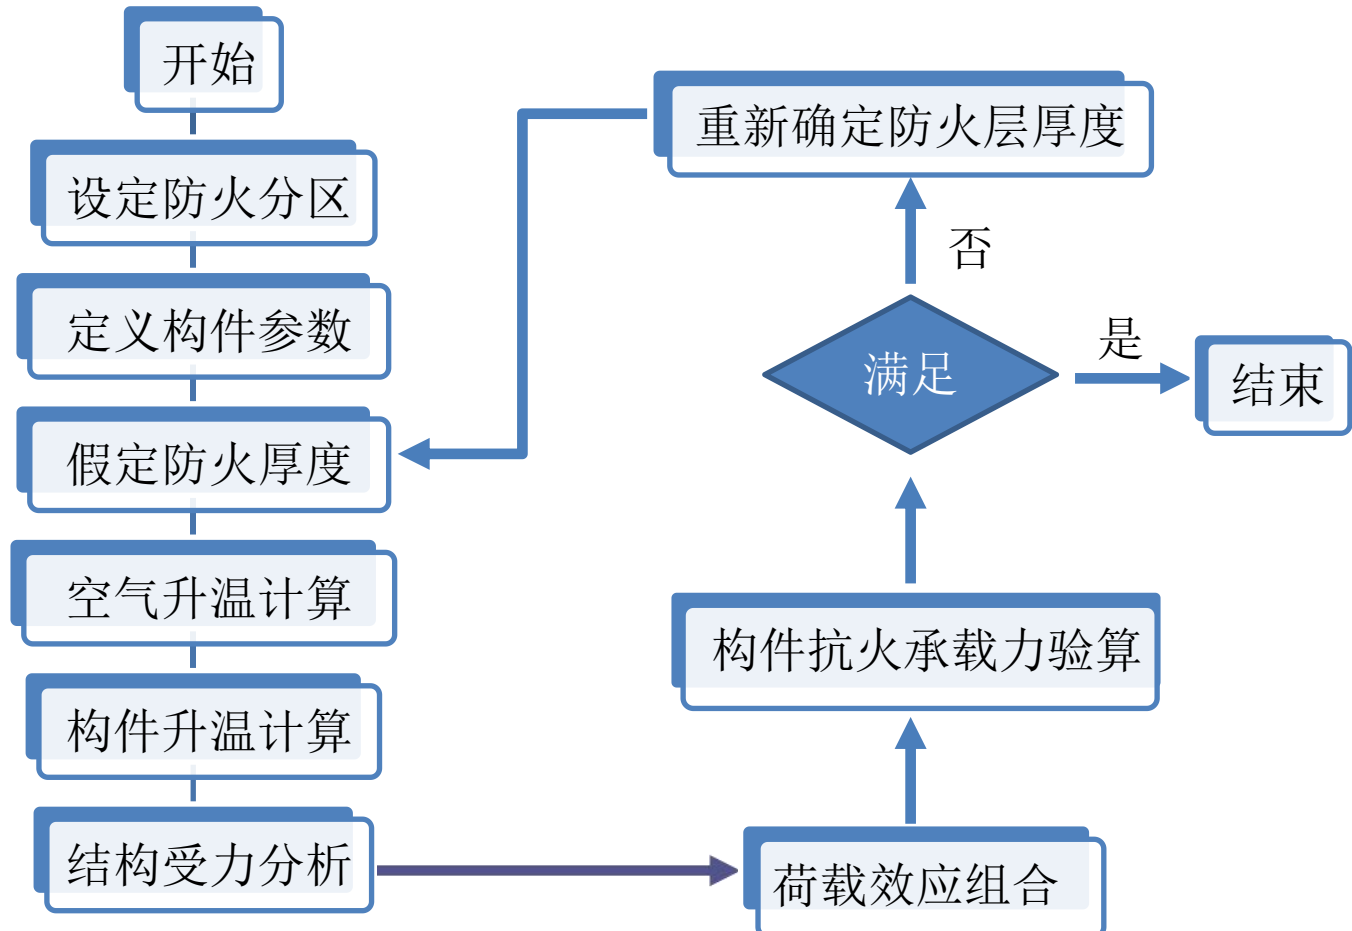 开始
设定防火分区
定义构件参数
假定防火厚度
空气升温计算
构件升温计算
结构受力分析
荷载效应组合
构件抗火承载力验算
满足
是
结束
否
重新确定防火层厚度